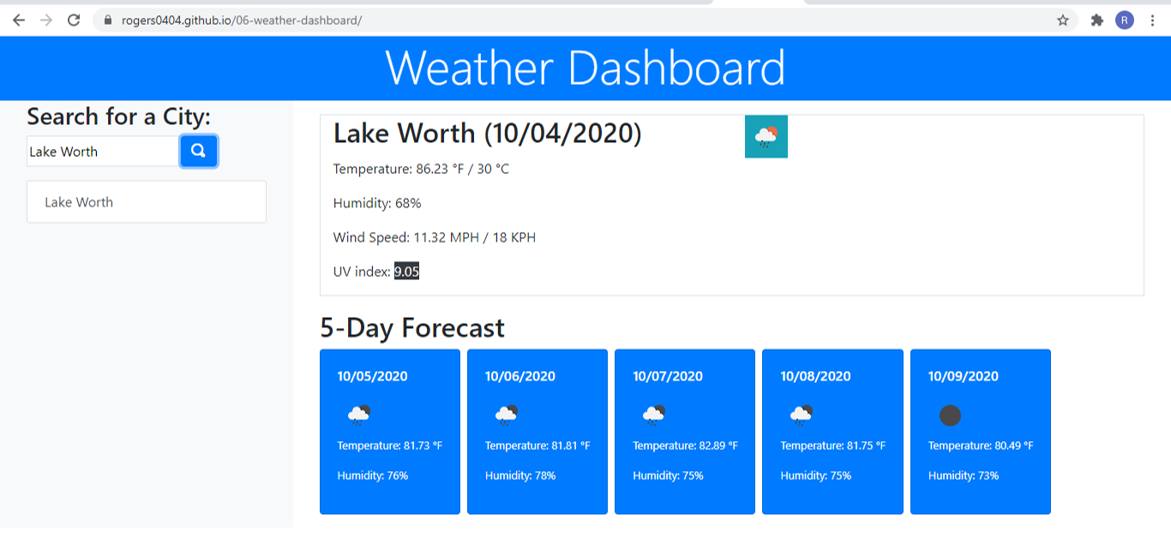 rogers0404.github.io/06-weather-dashboard/
R
Weather Dashboard
Search for a City:
Lake Worth
Lake Worth
Lake Worth (10/04/2020)
Temperature: 86.23 °F / 30 °C
Humidity: 68%
Wind Speed: 11.32 MPH / 18 KPH
UV index: 9.05
5-Day Forecast
10/05/2020
Temperature: 81.73 °F
Humidity: 76%
10/06/2020
Temperature: 81.81 °F
Humidity: 78%
10/07/2020
Temperature: 82.89 °F
Humidity: 75%
10/08/2020
Temperature: 81.75 °F
Humidity: 75%
10/09/2020
Temperature: 80.49 °F
Humidity: 73%